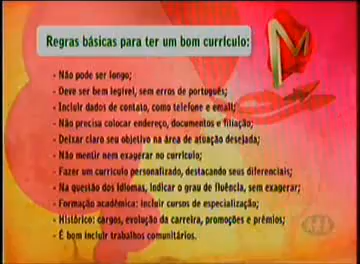 Regras básicas para ter um bom currículo:
M
- Não pode ser longo;
- Deve ser bem legível, sem erros de português;
- Incluir dados de contato, como telefone e email;
- Não precisa colocar endereço, documentos e filiação;
- Deixar claro seu objetivo na área de atuação desejada;
- Não mentir nem exagerar no currículo;
- Fazer um currículo personalizado, destacando seus diferenciais;
- Na questão dos idiomas, indicar o grau de fluência, sem exagerar;
- Formação acadêmica: incluir cursos de especialização;
- Histórico: cargos, evolução da carreira, promoções e prêmios;
- É bom incluir trabalhos comunitários.